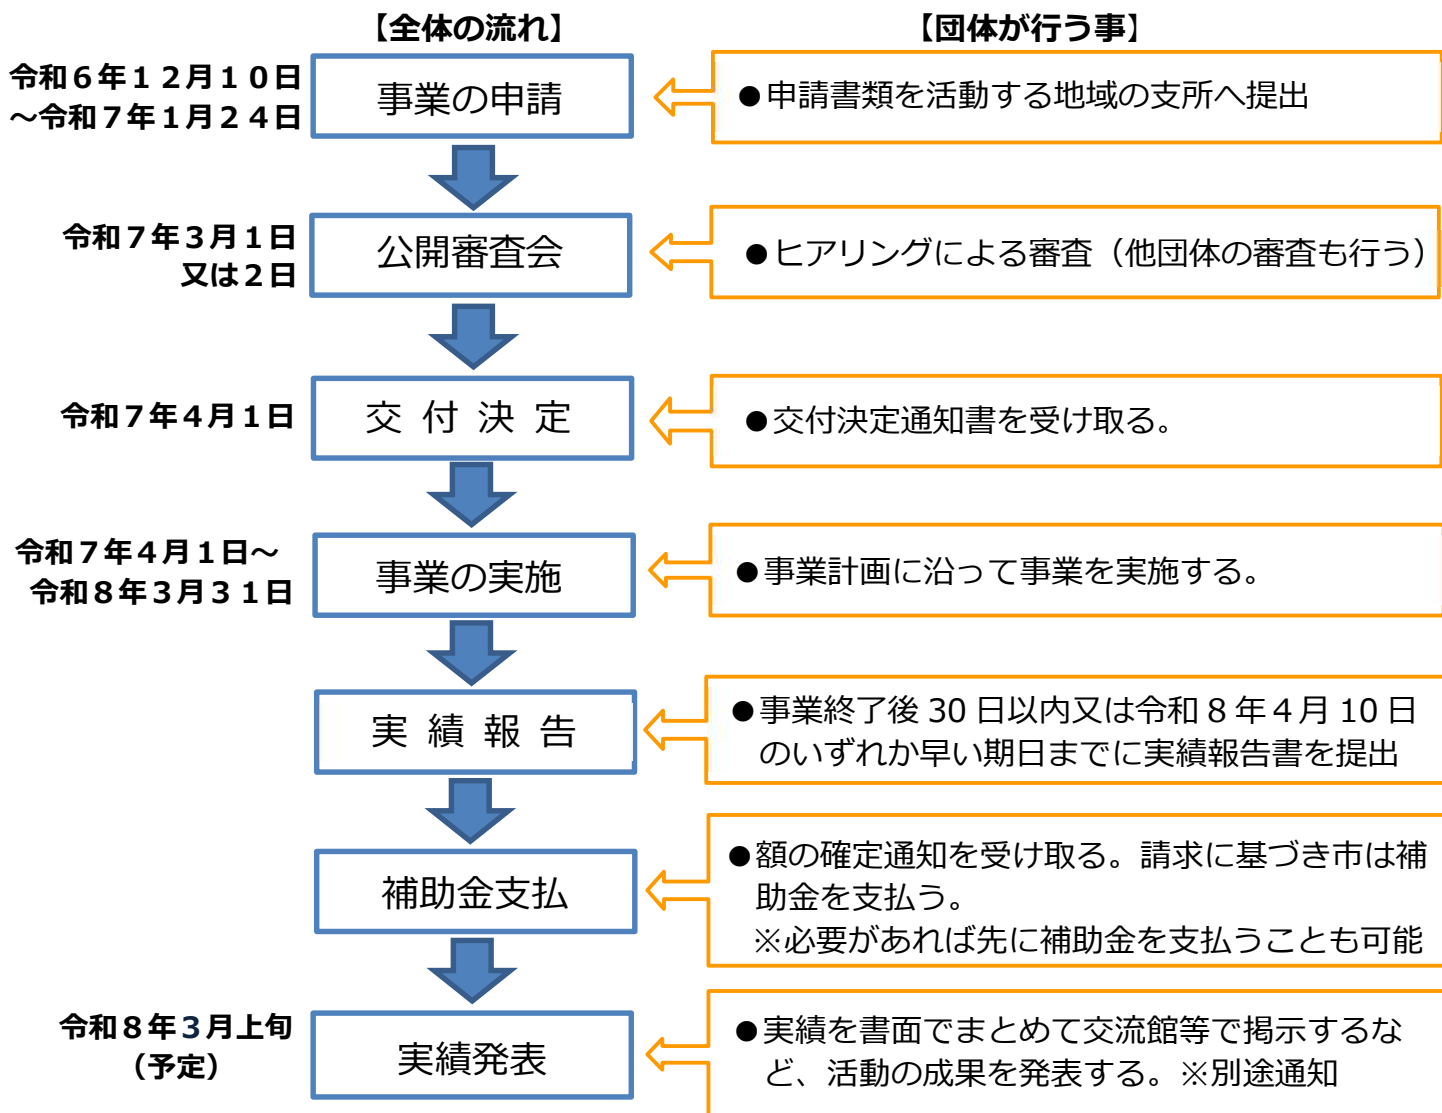 【全体の流れ】
【団体が行う事】
令和６年１２月１０日
～令和７年１月２４日
事業の申請
●申請書類を活動する地域の支所へ提出
令和７年３月１日
又は２日
公開審査会
●ヒアリングによる審査（他団体の審査も行う）
令和７年４月１日
交 付 決 定
●交付決定通知書を受け取る。
令和７年４月１日～
令和８年３月３１日
事業の実施
●事業計画に沿って事業を実施する。
実 績 報 告
●事業終了後 30 日以内又は令和８年４月 10 日
のいずれか早い期日までに実績報告書を提出
補助金支払
●額の確定通知を受け取る。請求に基づき市は補
助金を支払う。
※必要があれば先に補助金を支払うことも可能
令和８年３月上旬
（予定）
実績発表
●実績を書面でまとめて交流館等で掲示するな
ど、活動の成果を発表する。※別途通知